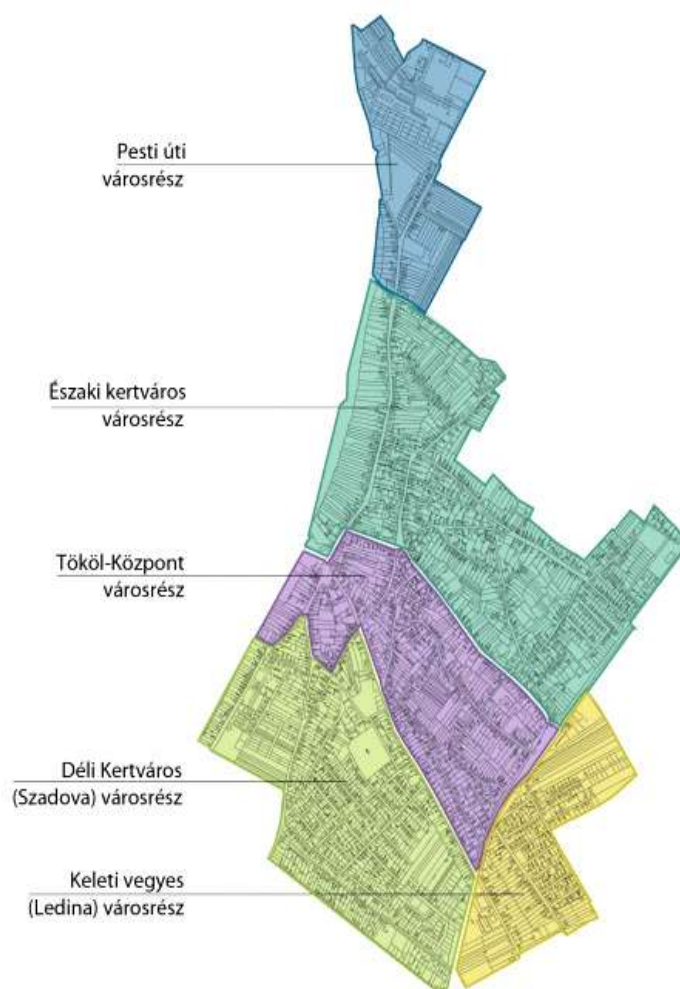 Pesti úti
városrész
Északi kertváros
városrész
Tököl-Központ
városrész
Déli Kertváros
(Szadova) városrész
Keleti vegyes
(Ledina) városrész